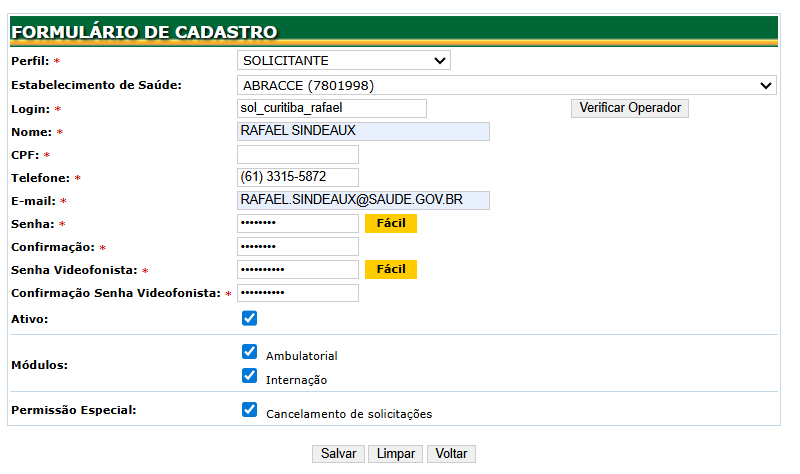 FORMULÁRIO DE CADASTRO
Perfil: * SOLICITANTE
Estabelecimento de Saúde: ABRACCE (7801998)
Login: * sol_curitiba_rafael Verificar Operador
Nome: * RAFAEL SINDEAUX
CPF: *
Telefone: * (61) 3315-5872
E-mail: * RAFAEL.SINDEAUX@SAUDE.GOV.BR
Senha: * •••••••• Fácil
Confirmação: * ••••••••
Senha Videofonista: * •••••••••• Fácil
Confirmação Senha Videofonista: * ••••••••••
Ativo:
Módulos:
Ambulatorial
Internação
Permissão Especial: Cancelamento de solicitações
Salvar Limpar Voltar